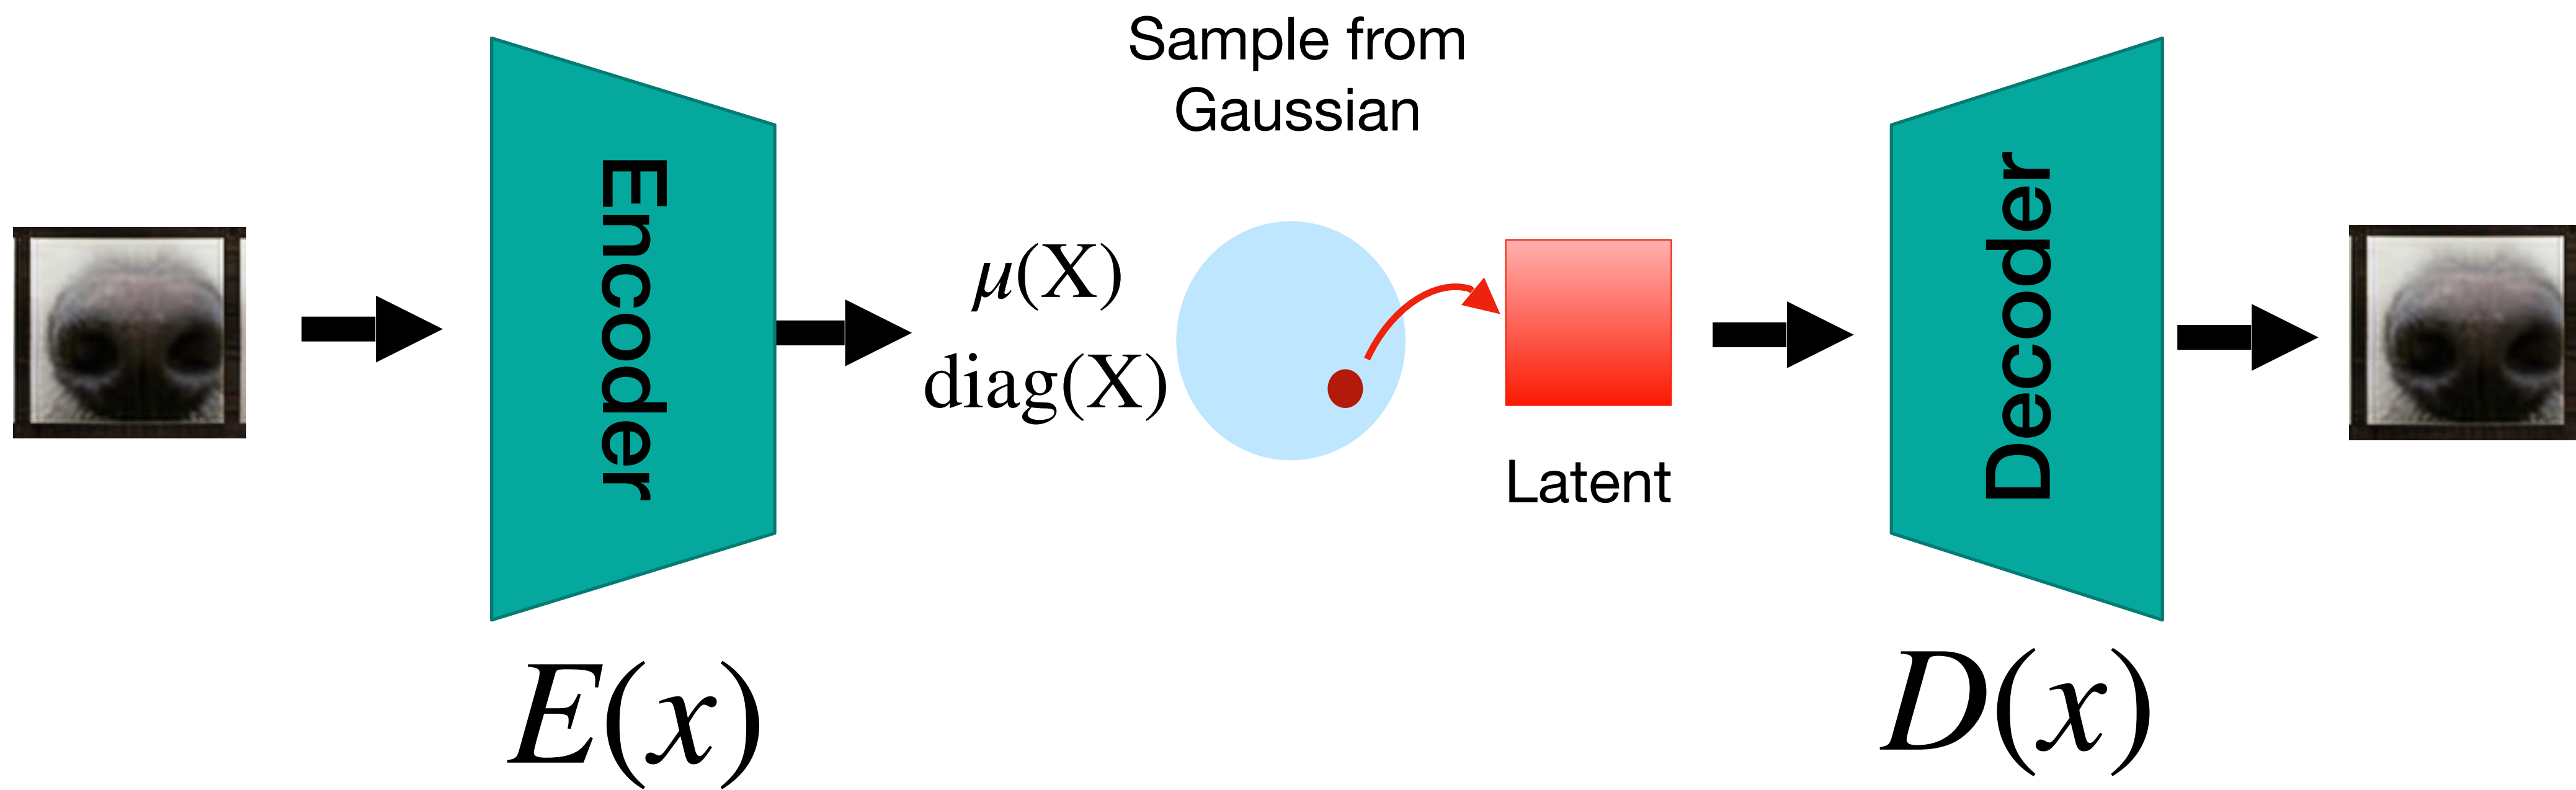 Sample from
Gaussian
Encoder
μ(X)
diag(X)
Latent
Decoder
E(x)
D(x)